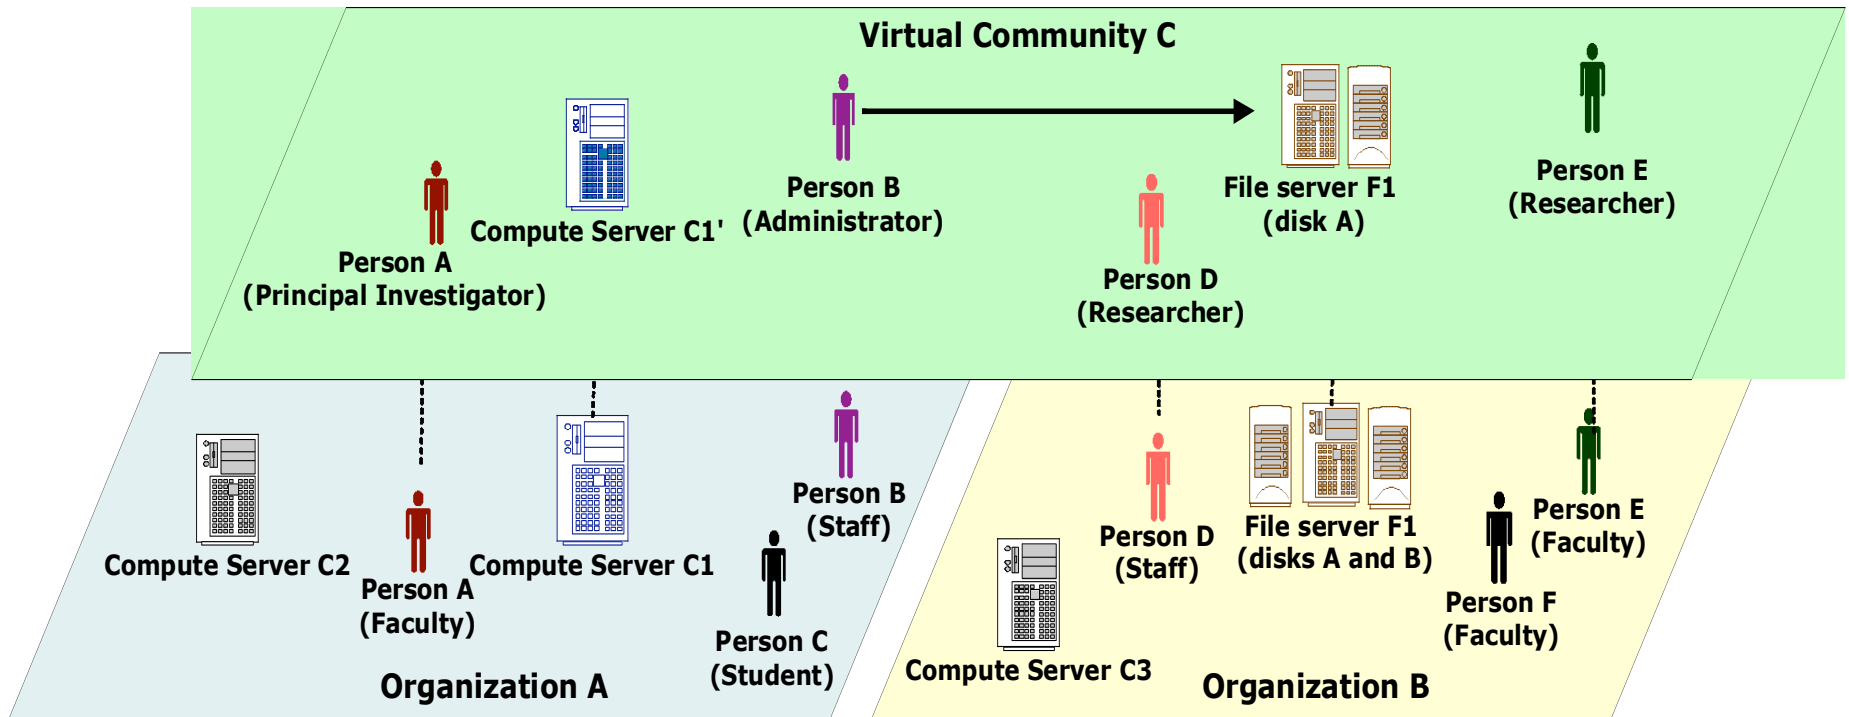 Virtual Community C
Person A
(Principal Investigator)
Compute Server C1'
Person B
(Administrator)
Person D
(Researcher)
File server F1
(disk A)
Person E
(Researcher)
Compute Server C2
Person A
(Faculty)
Compute Server C1
Person B
(Staff)
Person C
(Student)
Organization A
Compute Server C3
Person D
(Staff)
File server F1
(disks A and B)
Person F
(Faculty)
Person E
(Faculty)
Organization B